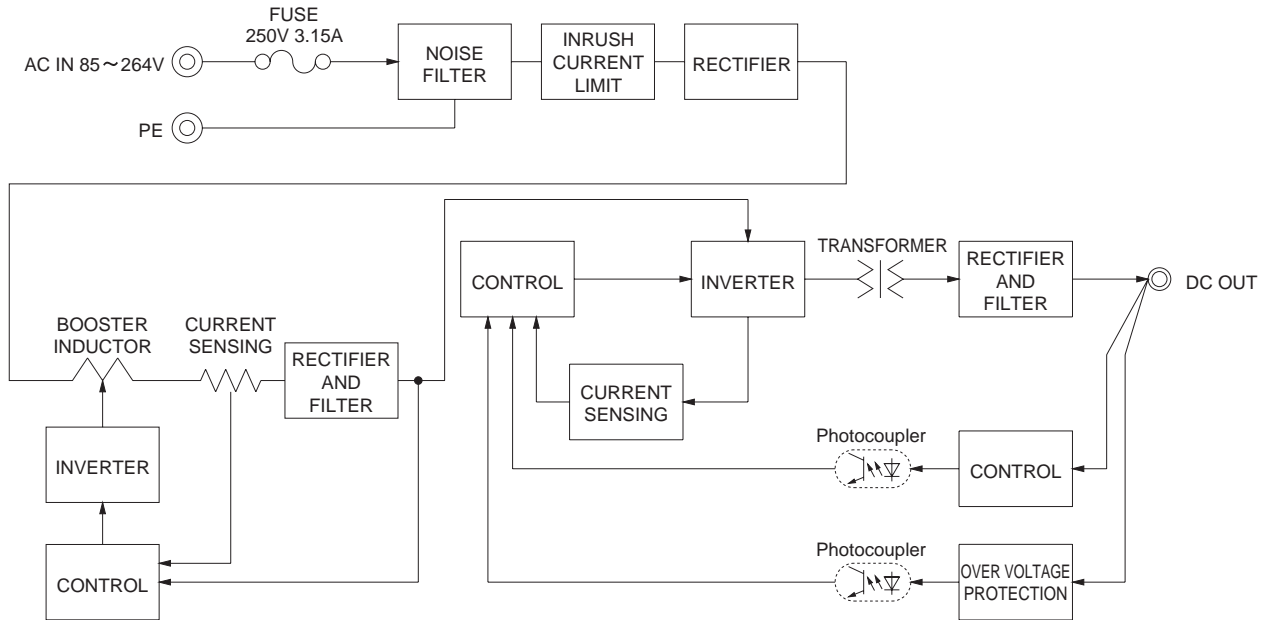 FUSE
250V 3.15A
AC IN 85～264V
NOISE
FILTER
INRUSH
CURRENT
LIMIT
RECTIFIER
PE
TRANSFORMER
CONTROL
INVERTER
RECTIFIER
AND
FILTER
DC OUT
BOOSTER
INDUCTOR
CURRENT
SENSING
RECTIFIER
AND
FILTER
CURRENT
SENSING
INVERTER
Photocoupler
CONTROL
CONTROL
Photocoupler
OVER VOLTAGE
PROTECTION